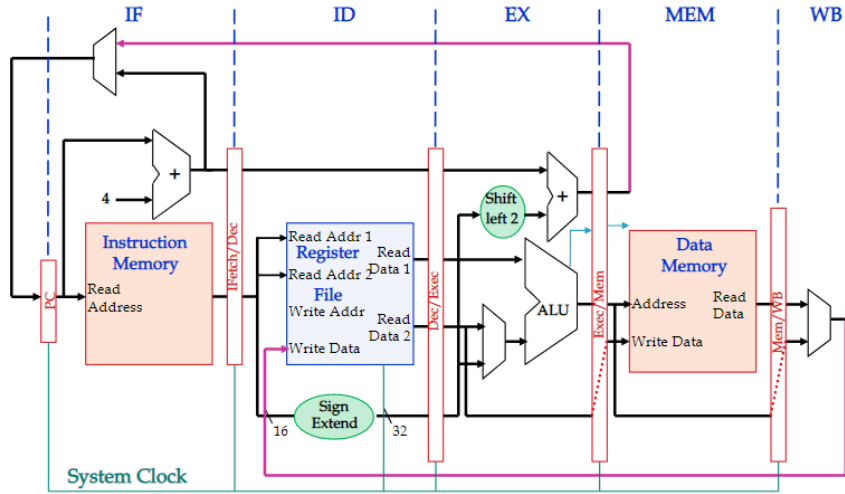 IF
ID
EX
MEM
WB
+
4
Instruction
Memory
Read
Address
PC
IFetch/Dec
Read Addr 1
Register
Read Addr 2
File
Write Addr
Write Data
Read
Data 1
Read
Data 2
Sign
Extend
16
32
Dec/Exec
Shift
left 2
+
ALU
Exec/Mem
Data
Memory
Address
Read
Data
Write Data
Mem/WB
System Clock